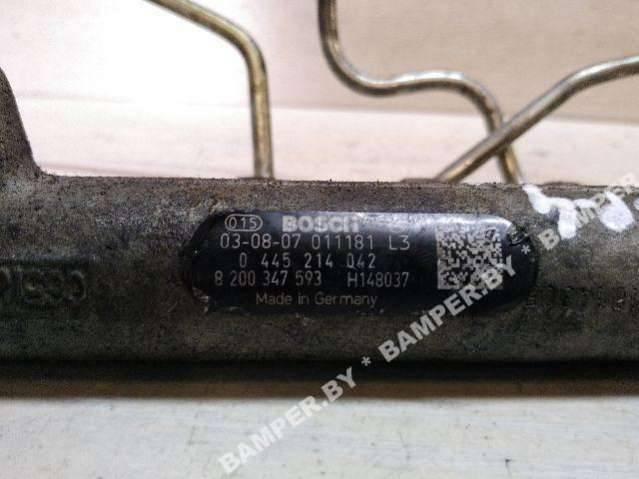 015 BOSCH
03-08-07 011181 L3
0 445 214 042
8 200 347 593 H148037
Made in Germany
BAMPER.BY * BAMPER.BY * BAMPER.BY